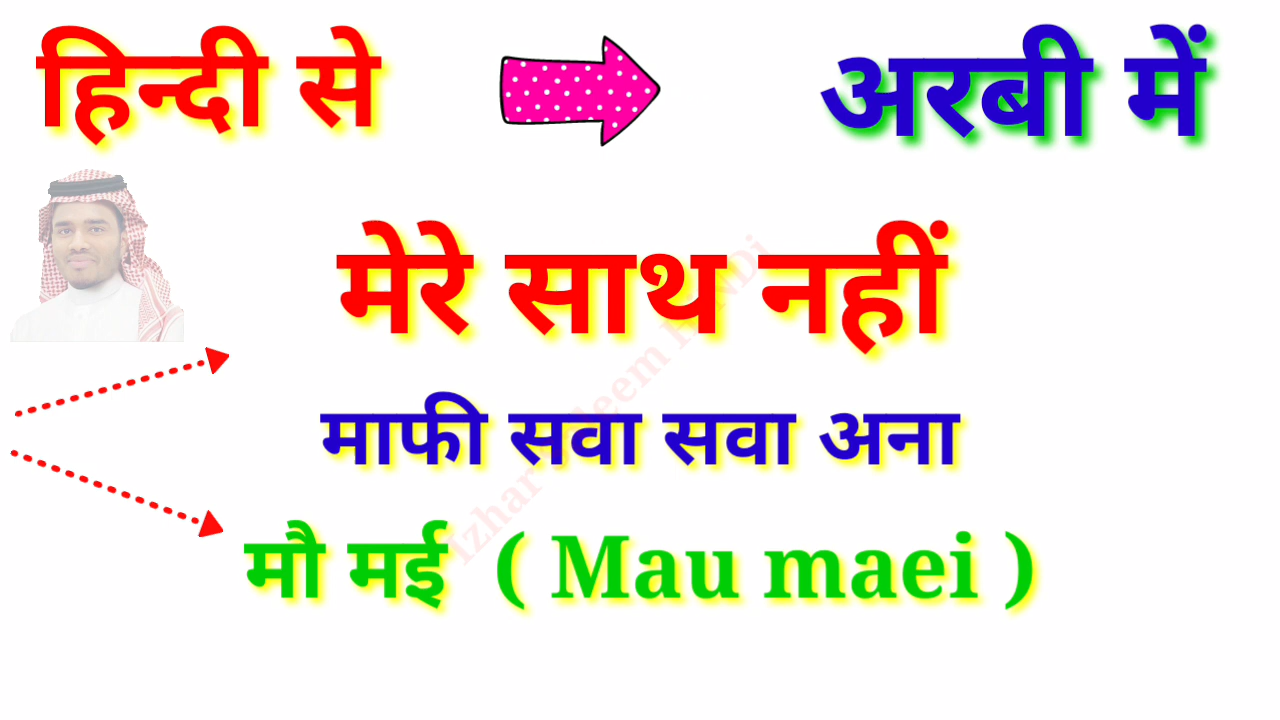 हिन्दी से अरबी में
मेरे साथ नहीं
माफी सवा सवा अना
मौ मई ( Mau maei )